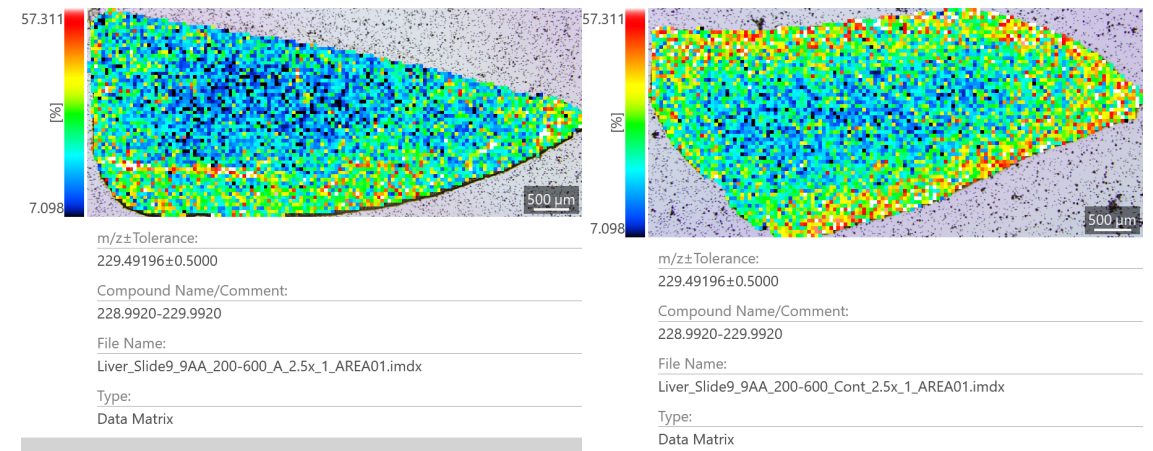 57.311
[%]
7.098
500 µm
m/z±Tolerance:
229.49196±0.5000
Compound Name/Comment:
228.9920-229.9920
File Name:
Liver_Slide9_9AA_200-600_A_2.5x_1_AREA01.imdx
Type:
Data Matrix
57.311
[%]
7.098
500 µm
m/z±Tolerance:
229.49196±0.5000
Compound Name/Comment:
228.9920-229.9920
File Name:
Liver_Slide9_9AA_200-600_Cont_2.5x_1_AREA01.imdx
Type:
Data Matrix